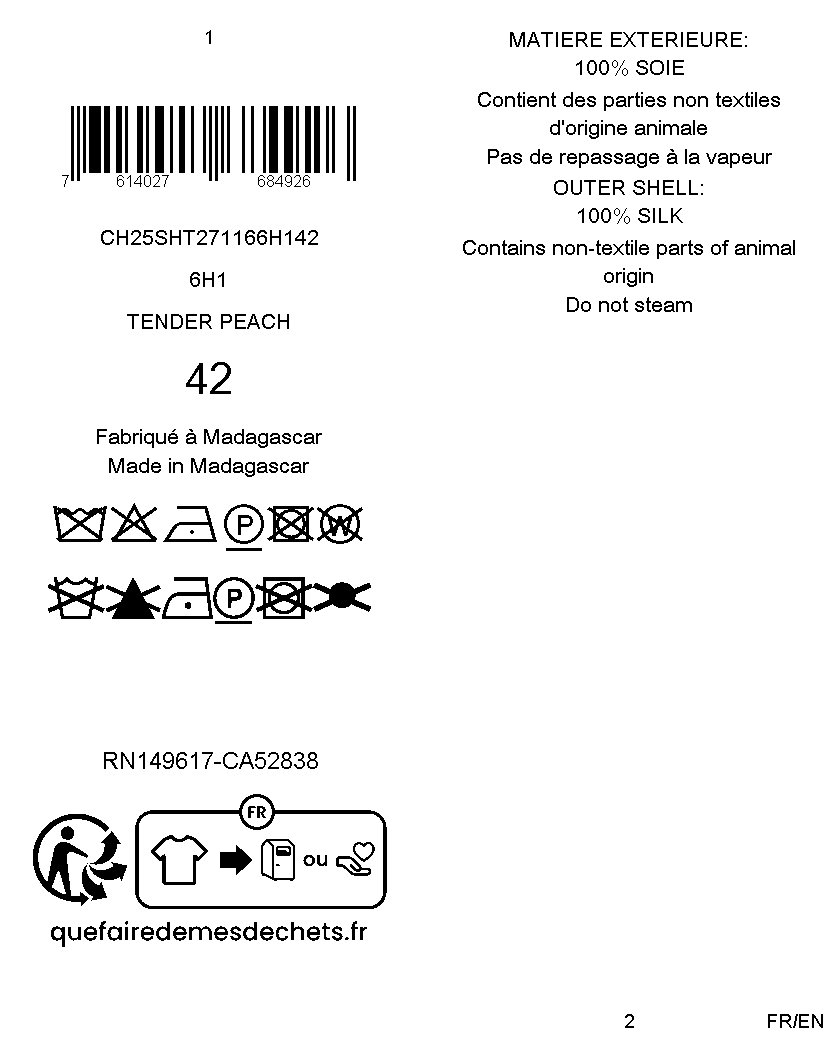 1
7 614027 684926
CH25SHT271166H142
6H1
TENDER PEACH
42
Fabriqué à Madagascar
Made in Madagascar
P W
P
RN149617-CA52838
FR
ou
quefairedemesdechets.fr
MATIERE EXTERIEURE:
100% SOIE
Contient des parties non textiles
d'origine animale
Pas de repassage à la vapeur
OUTER SHELL:
100% SILK
Contains non-textile parts of animal
origin
Do not steam
2
FR/EN